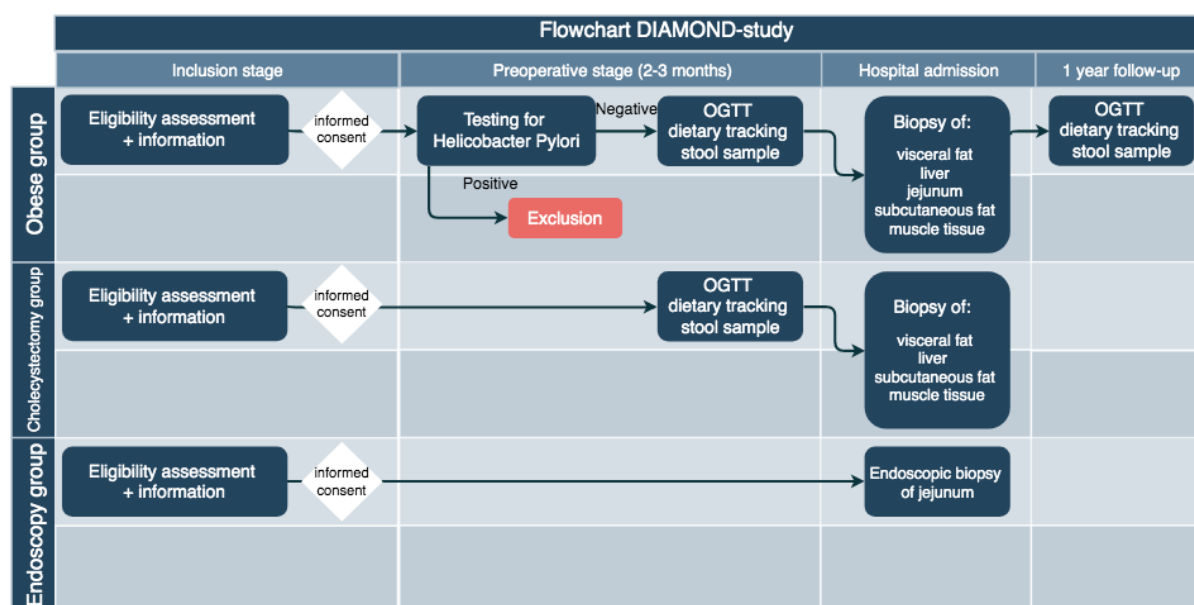 Flowchart DIAMOND-study
Inclusion stage
Preoperative stage (2-3 months)
Hospital admission
1 year follow-up
Obese group
Eligibility assessment
+ information
informed
consent
Testing for
Helicobacter Pylori
Negative
Positive
Exclusion
OGTT
dietary tracking
stool sample
Biopsy of:
visceral fat
liver
jejunum
subcutaneous fat
muscle tissue
OGTT
dietary tracking
stool sample
Cholecystectomy group
Eligibility assessment
+ information
informed
consent
OGTT
dietary tracking
stool sample
Biopsy of:
visceral fat
liver
subcutaneous fat
muscle tissue
Endoscopy group
Eligibility assessment
+ information
informed
consent
Endoscopic biopsy
of jejunum